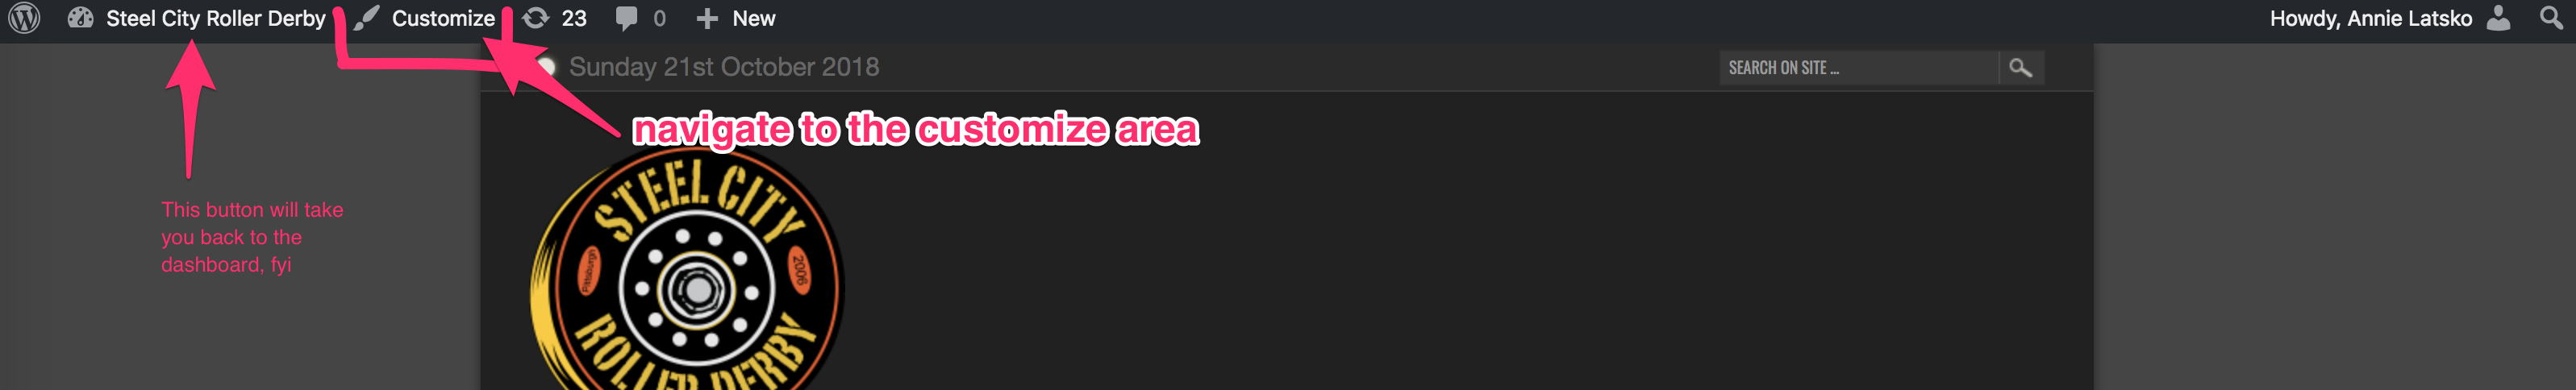 Steel City Roller Derby Customize 23 0 New Howdy, Annie Latsko
Sunday 21st October 2018 SEARCH ON SITE ...
navigate to the customize area
This button will take
you back to the
dashboard, fyi
STEEL CITY
Pittsburgh 2006
ROLLER DERBY